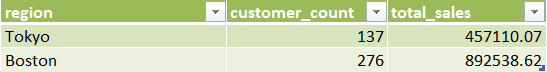 region customer_count total_sales
Tokyo 137 457110.07
Boston 276 892538.62